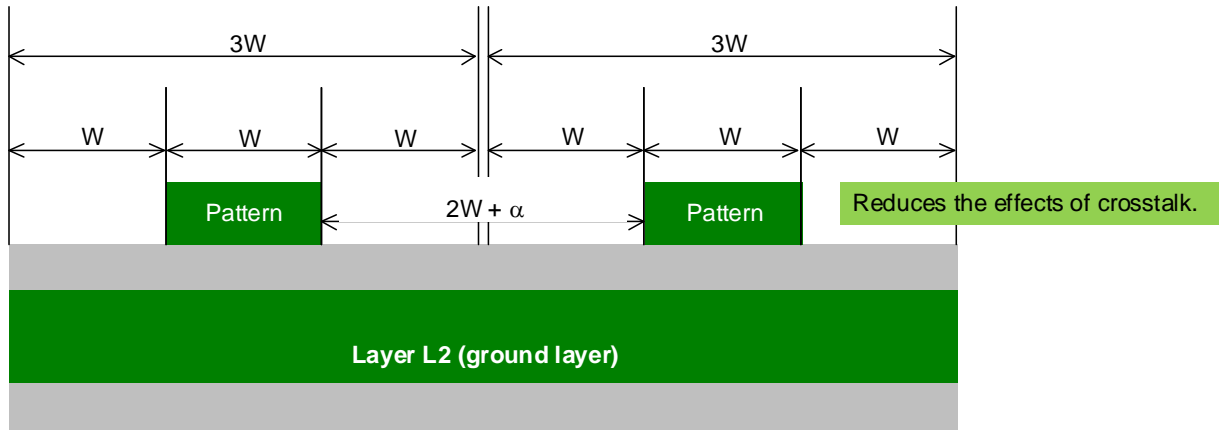 3W 3W
W W W W W W
Pattern 2W + α Pattern Reduces the effects of crosstalk.
Layer L2 (ground layer)